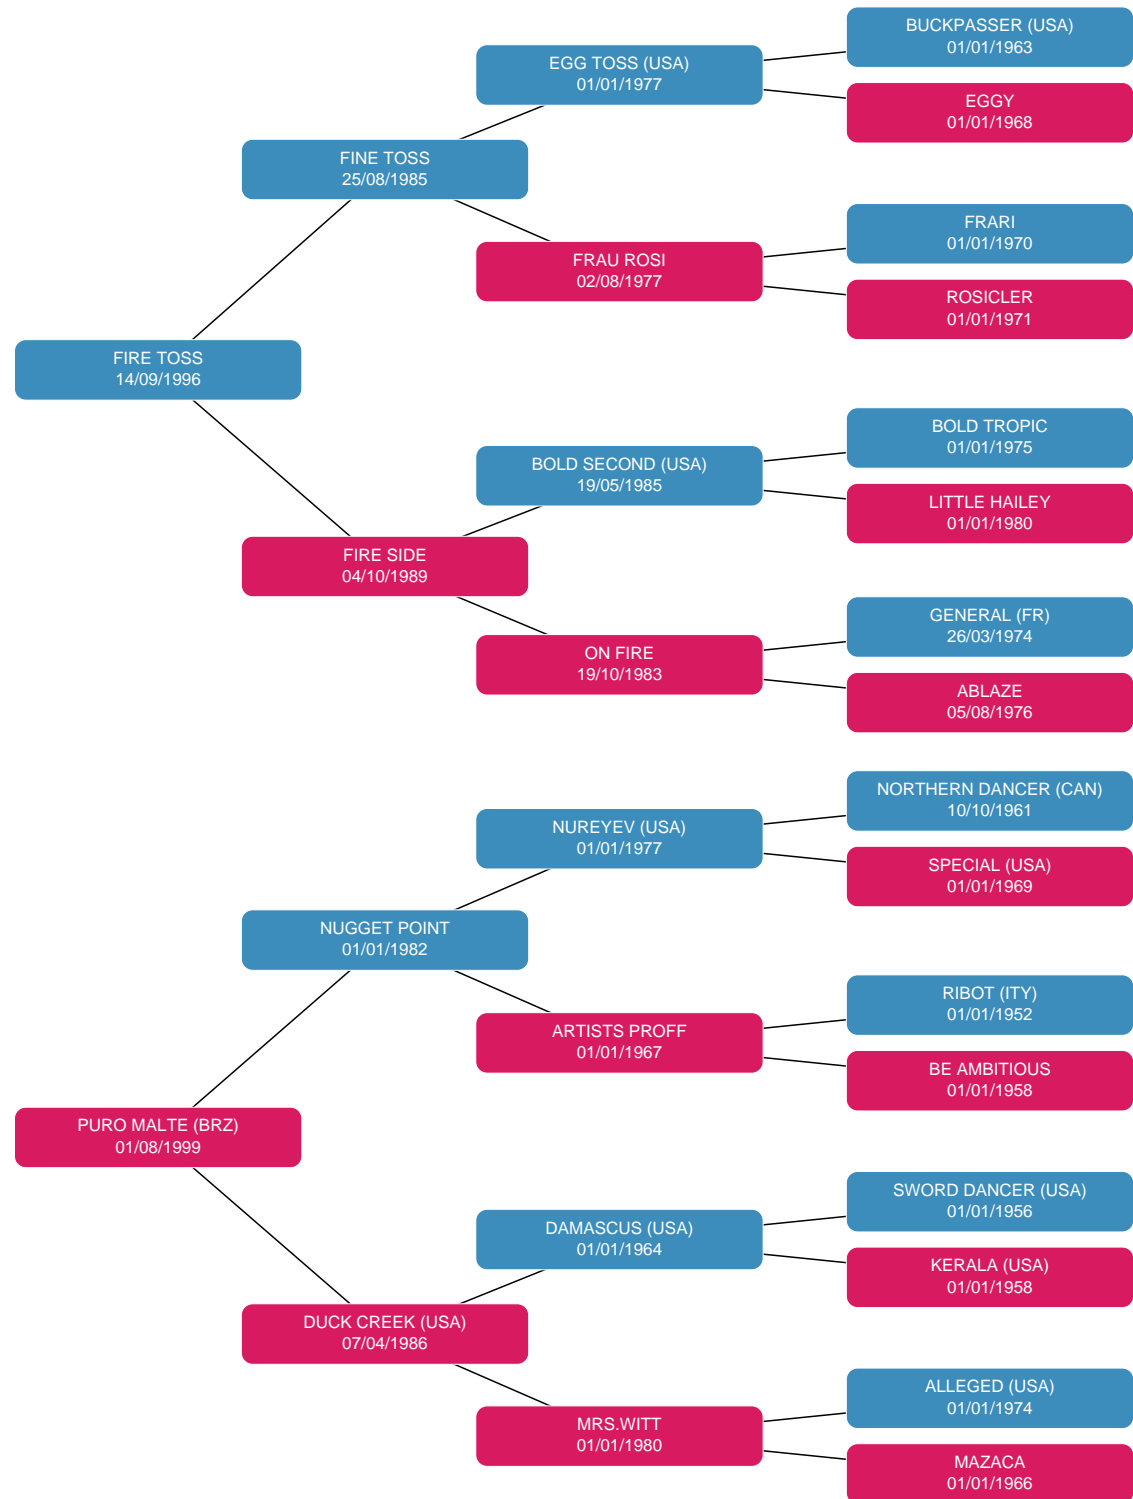 BUCKPASSER (USA)
01/01/1963
EGG TOSS (USA)
01/01/1977
EGGY
01/01/1968
FINE TOSS
25/08/1985
FRARI
01/01/1970
FRAU ROSI
02/08/1977
ROSICLER
01/01/1971
FIRE TOSS
14/09/1996
BOLD TROPIC
01/01/1975
BOLD SECOND (USA)
19/05/1985
LITTLE HAILEY
01/01/1980
FIRE SIDE
04/10/1989
GENERAL (FR)
26/03/1974
ON FIRE
19/10/1983
ABLAZE
05/08/1976
NORTHERN DANCER (CAN)
10/10/1961
NUREYEV (USA)
01/01/1977
SPECIAL (USA)
01/01/1969
NUGGET POINT
01/01/1982
RIBOT (ITY)
01/01/1952
ARTISTS PROFF
01/01/1967
BE AMBITIOUS
01/01/1958
PURO MALTE (BRZ)
01/08/1999
SWORD DANCER (USA)
01/01/1956
DAMASCUS (USA)
01/01/1964
KERALA (USA)
01/01/1958
DUCK CREEK (USA)
07/04/1986
ALLEGED (USA)
01/01/1974
MRS.WITT
01/01/1980
MAZACA
01/01/1966